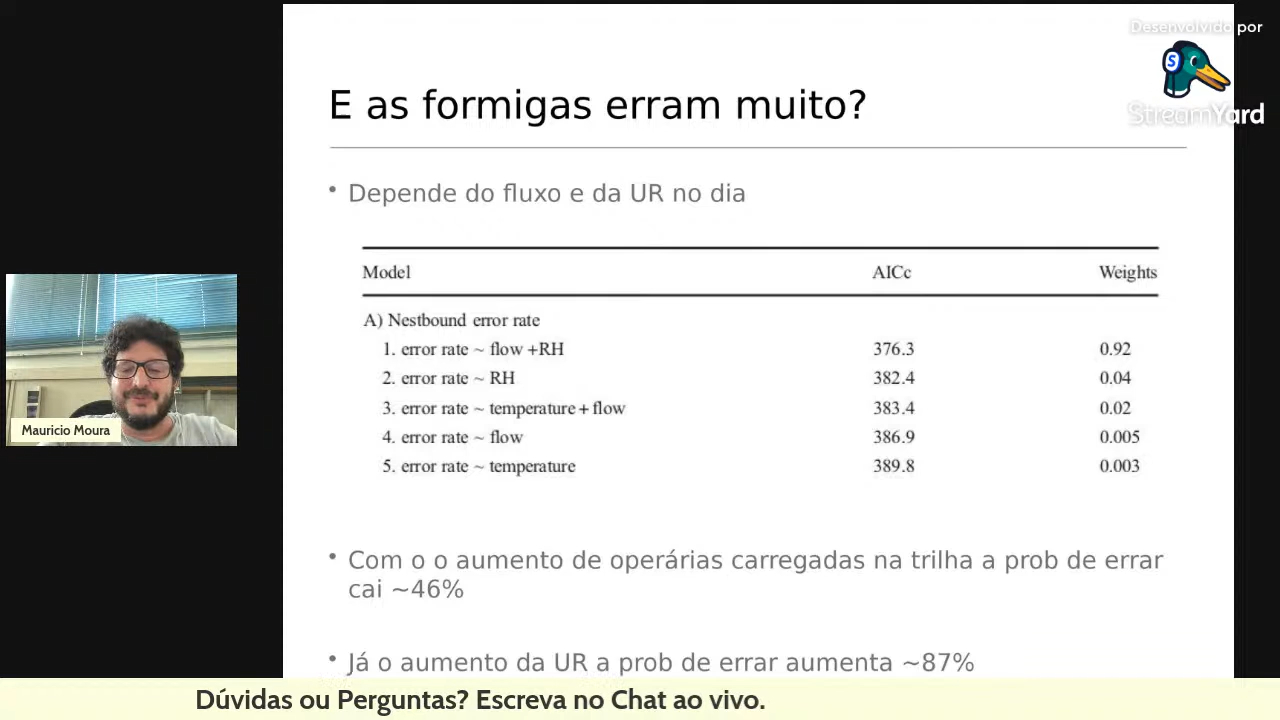 Desenvolvido por
StreamYard
E as formigas erram muito?
• Depende do fluxo e da UR no dia
Model AICc Weights
A) Nestbound error rate
1. error rate ~ flow +RH 376.3 0.92
2. error rate ~ RH 382.4 0.04
3. error rate ~ temperature + flow 383.4 0.02
4. error rate ~ flow 386.9 0.005
5. error rate ~ temperature 389.8 0.003
Mauricio Moura
• Com o o aumento de operárias carregadas na trilha a prob de errar
cai ~46%
• Já o aumento da UR a prob de errar aumenta ~87%
Dúvidas ou Perguntas? Escreva no Chat ao vivo.